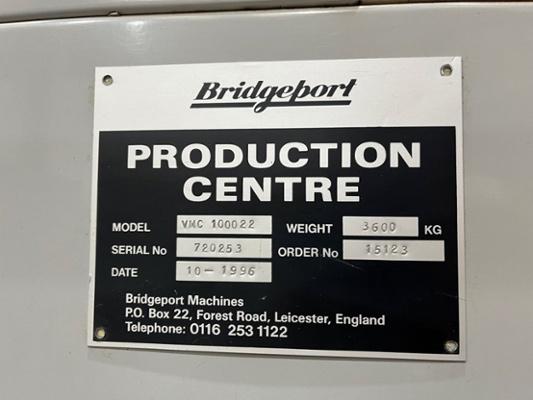 Bridgeport
PRODUCTION
CENTRE
MODEL VMC 100022 WEIGHT 3600 KG
SERIAL No 720253 ORDER No 15123
DATE 10-1996
Bridgeport Machines
P.O. Box 22, Forest Road, Leicester, England
Telephone: 0116 253 1122